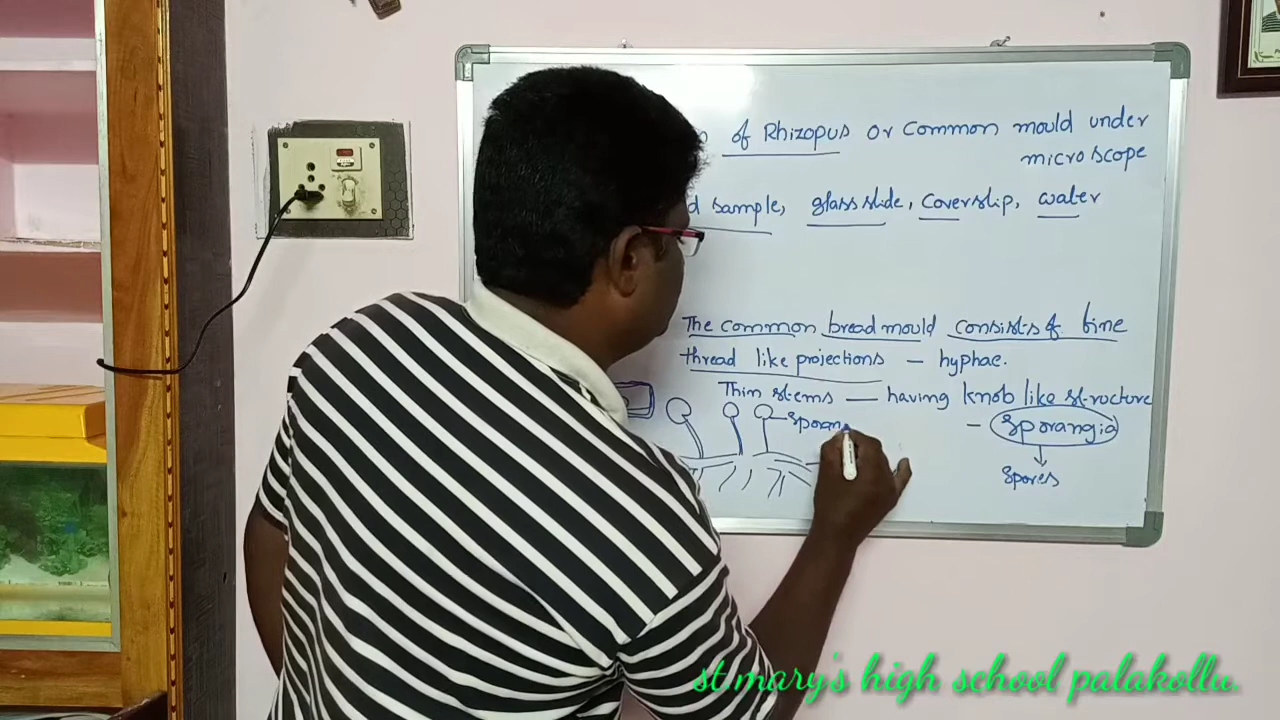 of Rhizopus or Common mould under
microscope
sample, glass slide, Coverslip, water
The common bread mould consists of fine
thread like projections — hyphae.
Thin stems — having knob like structure
- Sporangia
Sporan
Spores
st.mary's high school palakollu.